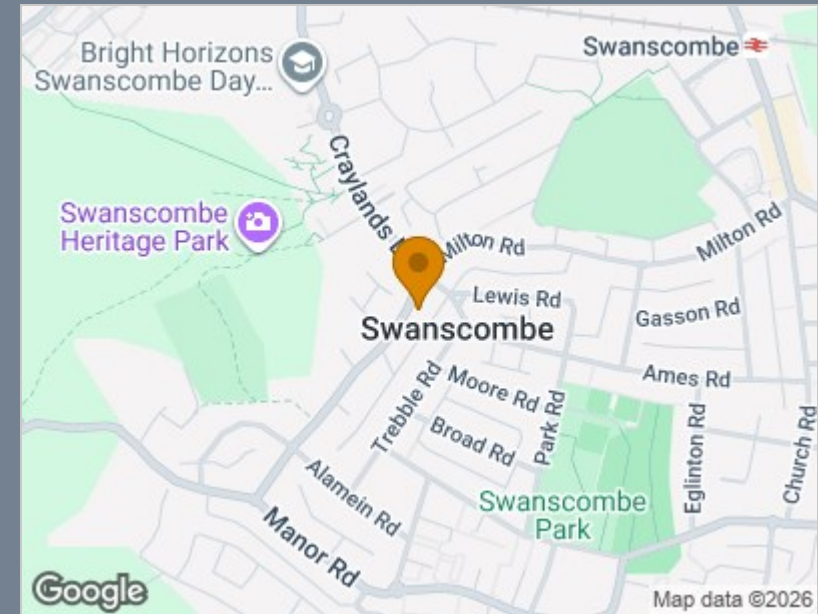 Bright Horizons
Swanscombe Day...
Swanscombe
Craylands
Swanscombe
Heritage Park
Milton Rd
Milton Rd
Lewis Rd
Gasson Rd
Swanscombe
Ames Rd
Moore Rd
Trebble Rd
Broad Rd
Park Rd
Eglinton Rd
Church Rd
Alamein Rd
Swanscombe
Park
Manor Rd
Google
Map data ©2026